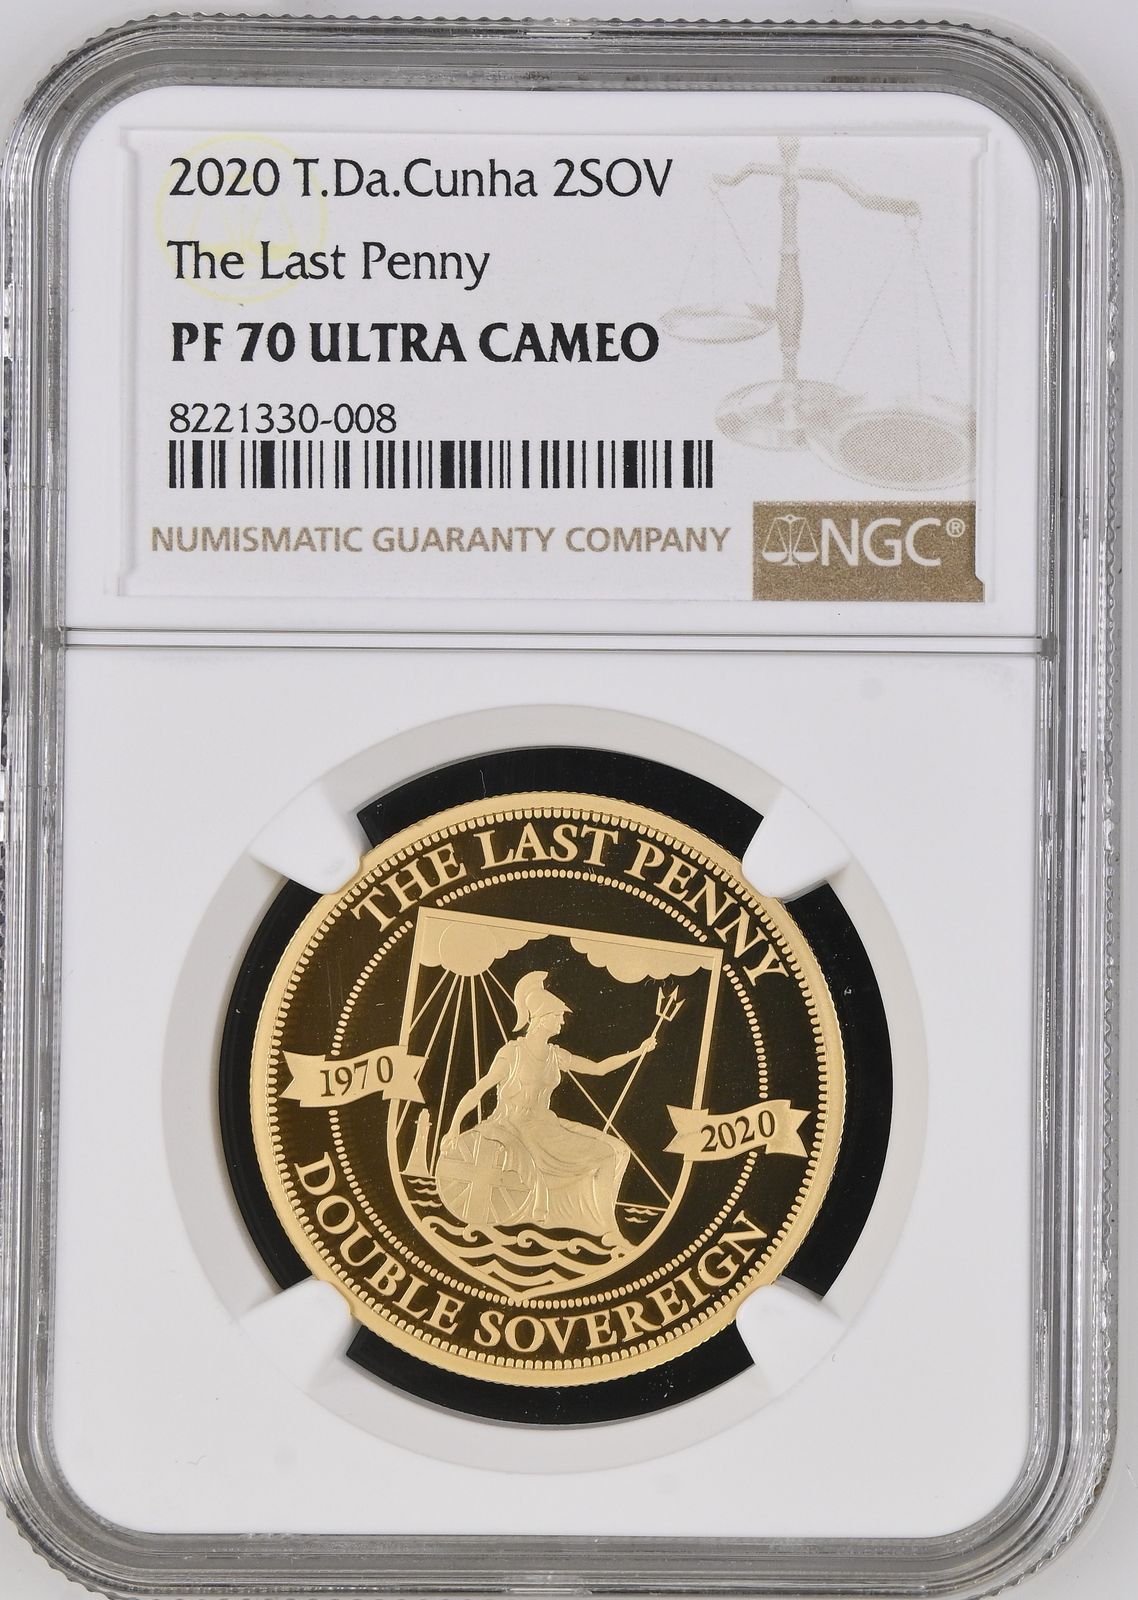 2020 T.Da.Cunha 2SOV
The Last Penny
PF 70 ULTRA CAMEO
8221330-008
NUMISMATIC GUARANTY COMPANY
NGC®
THE LAST PENNY
1970
2020
DOUBLE SOVEREIGN